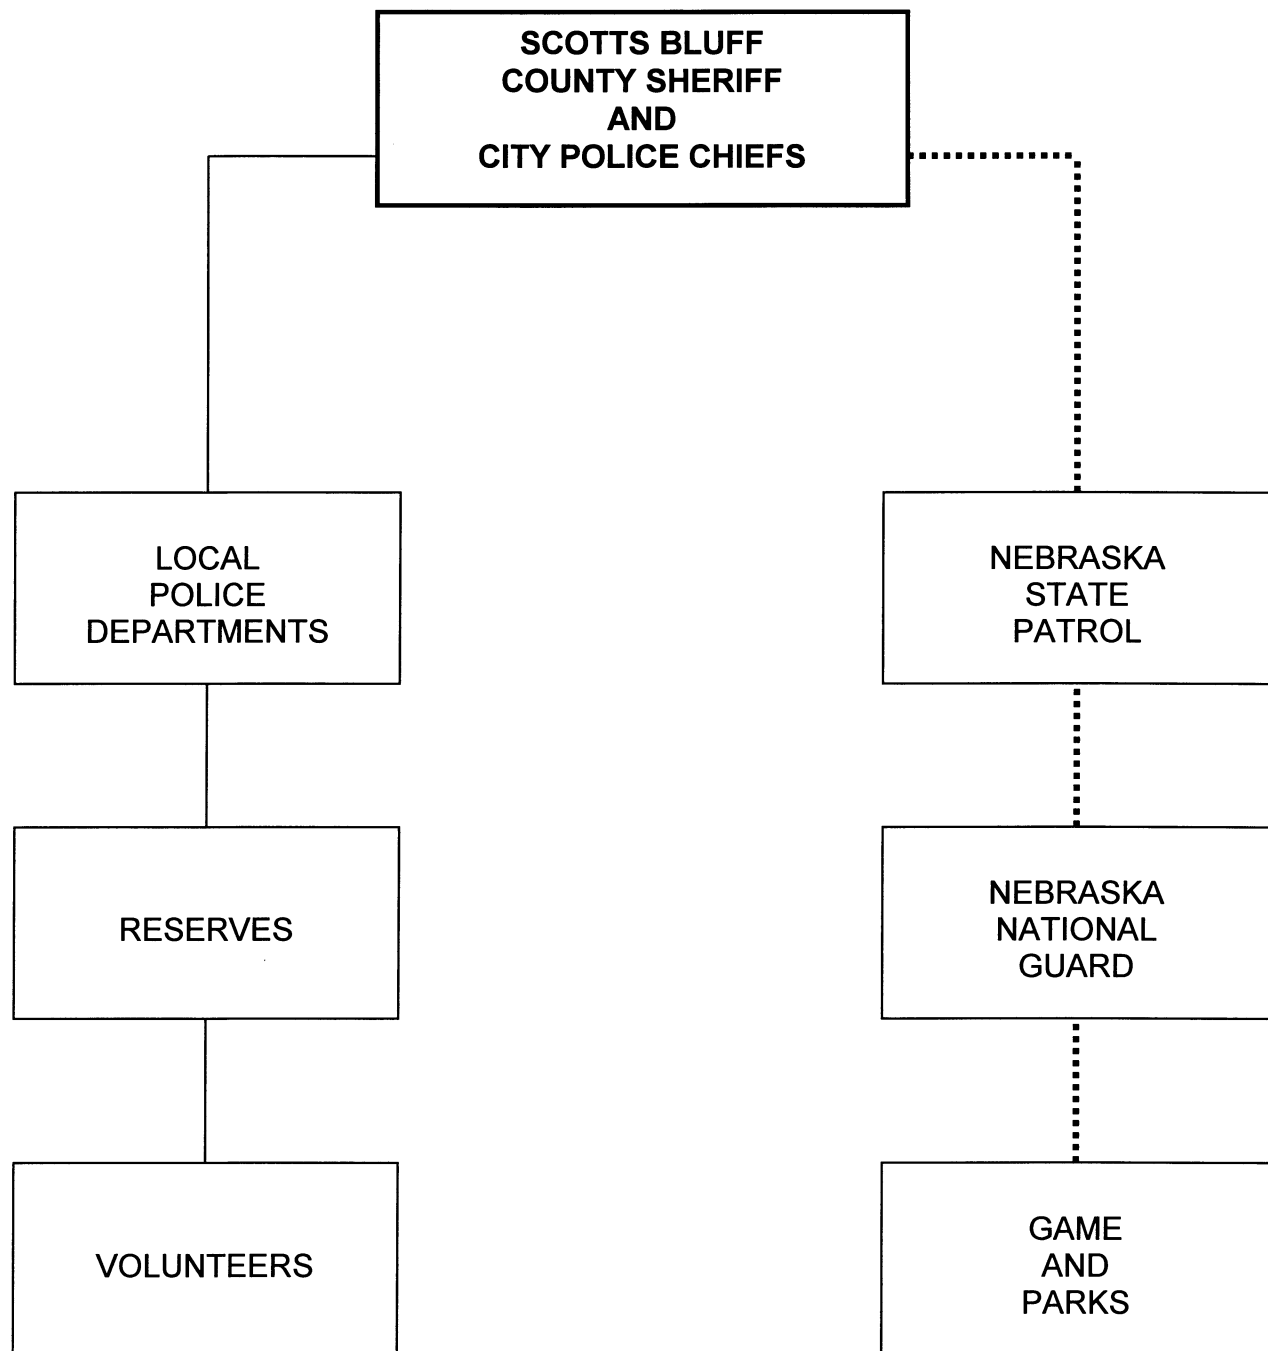 SCOTTS BLUFF
COUNTY SHERIFF
AND
CITY POLICE CHIEFS
LOCAL
POLICE
DEPARTMENTS
NEBRASKA
STATE
PATROL
RESERVES
NEBRASKA
NATIONAL
GUARD
VOLUNTEERS
GAME
AND
PARKS